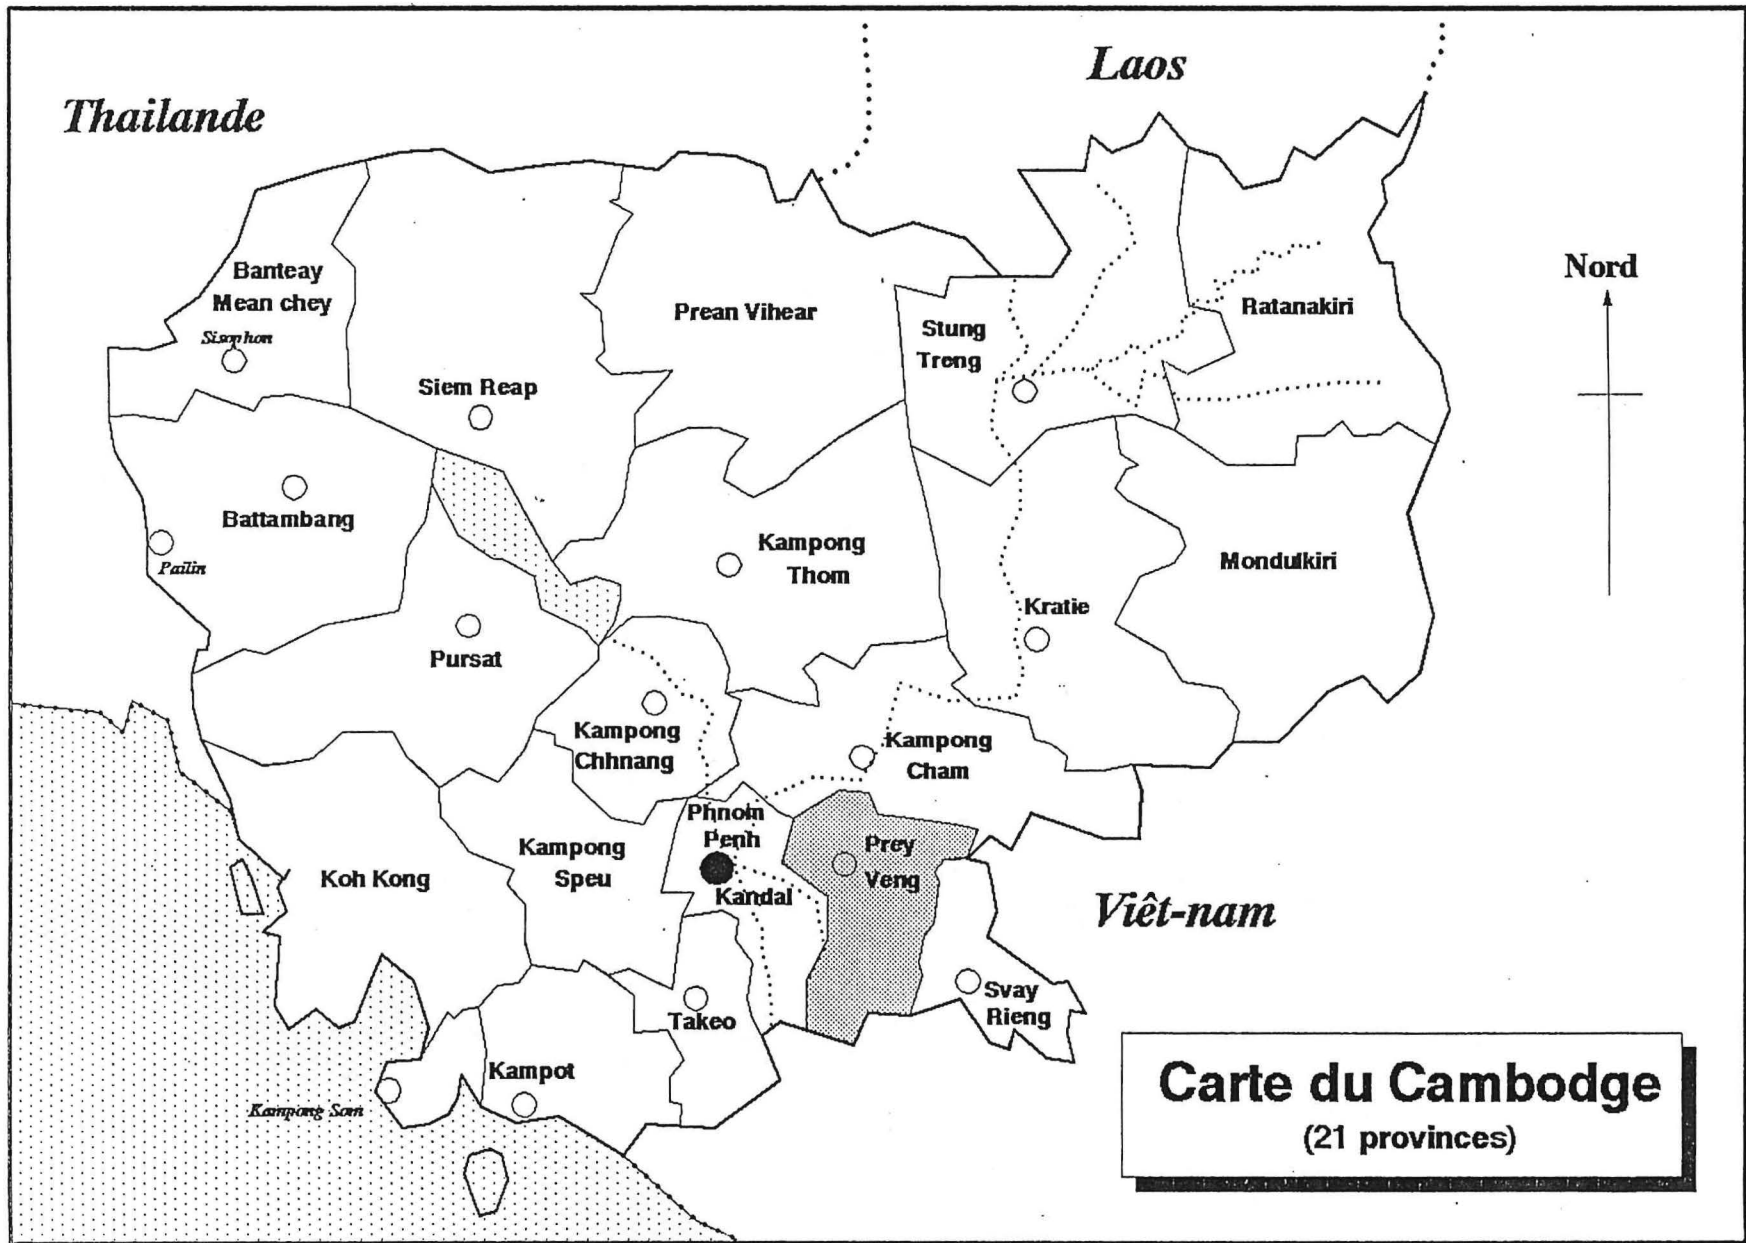 Laos
Thailande
Nord
Banteay
Mean chey
Sisophon
Siem Reap
Prean Vihear
Stung
Treng
Ratanakiri
Battambang
Pailin
Kampong
Thom
Mondulkiri
Kratie
Pursat
Kampong
Chhnang
Kampong
Cham
Phnom
Penh
Kandal
Prey
Veng
Kampong
Speu
Koh Kong
Viêt-nam
Svay
Rieng
Takeo
Kampot
Kampong Som
Carte du Cambodge
(21 provinces)